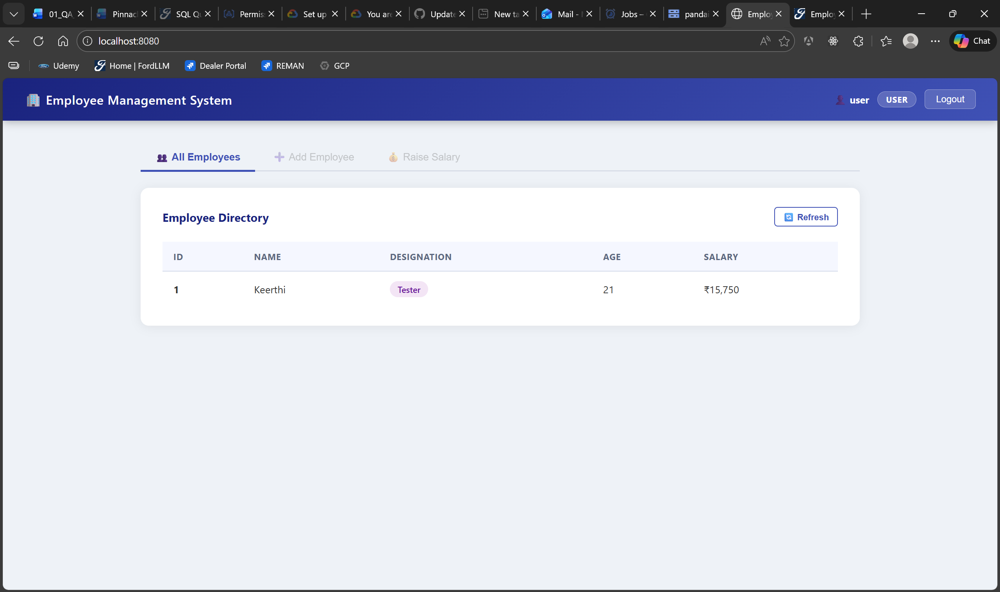 01_QA Pinnacl SQL Qu Permis Set up You are Update New ta Mail - Jobs – pandai Emplo Emplo
localhost:8080 Chat
Udemy Home | FordLLM Dealer Portal REMAN GCP
Employee Management System user USER Logout
All Employees Add Employee Raise Salary
Employee Directory Refresh
ID NAME DESIGNATION AGE SALARY
1 Keerthi Tester 21 ₹15,750